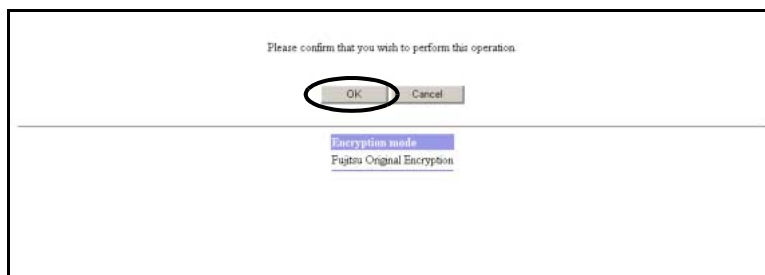 Please confirm that you wish to perform this operation.
OK Cancel
Encryption mode
Fujitsu Original Encryption